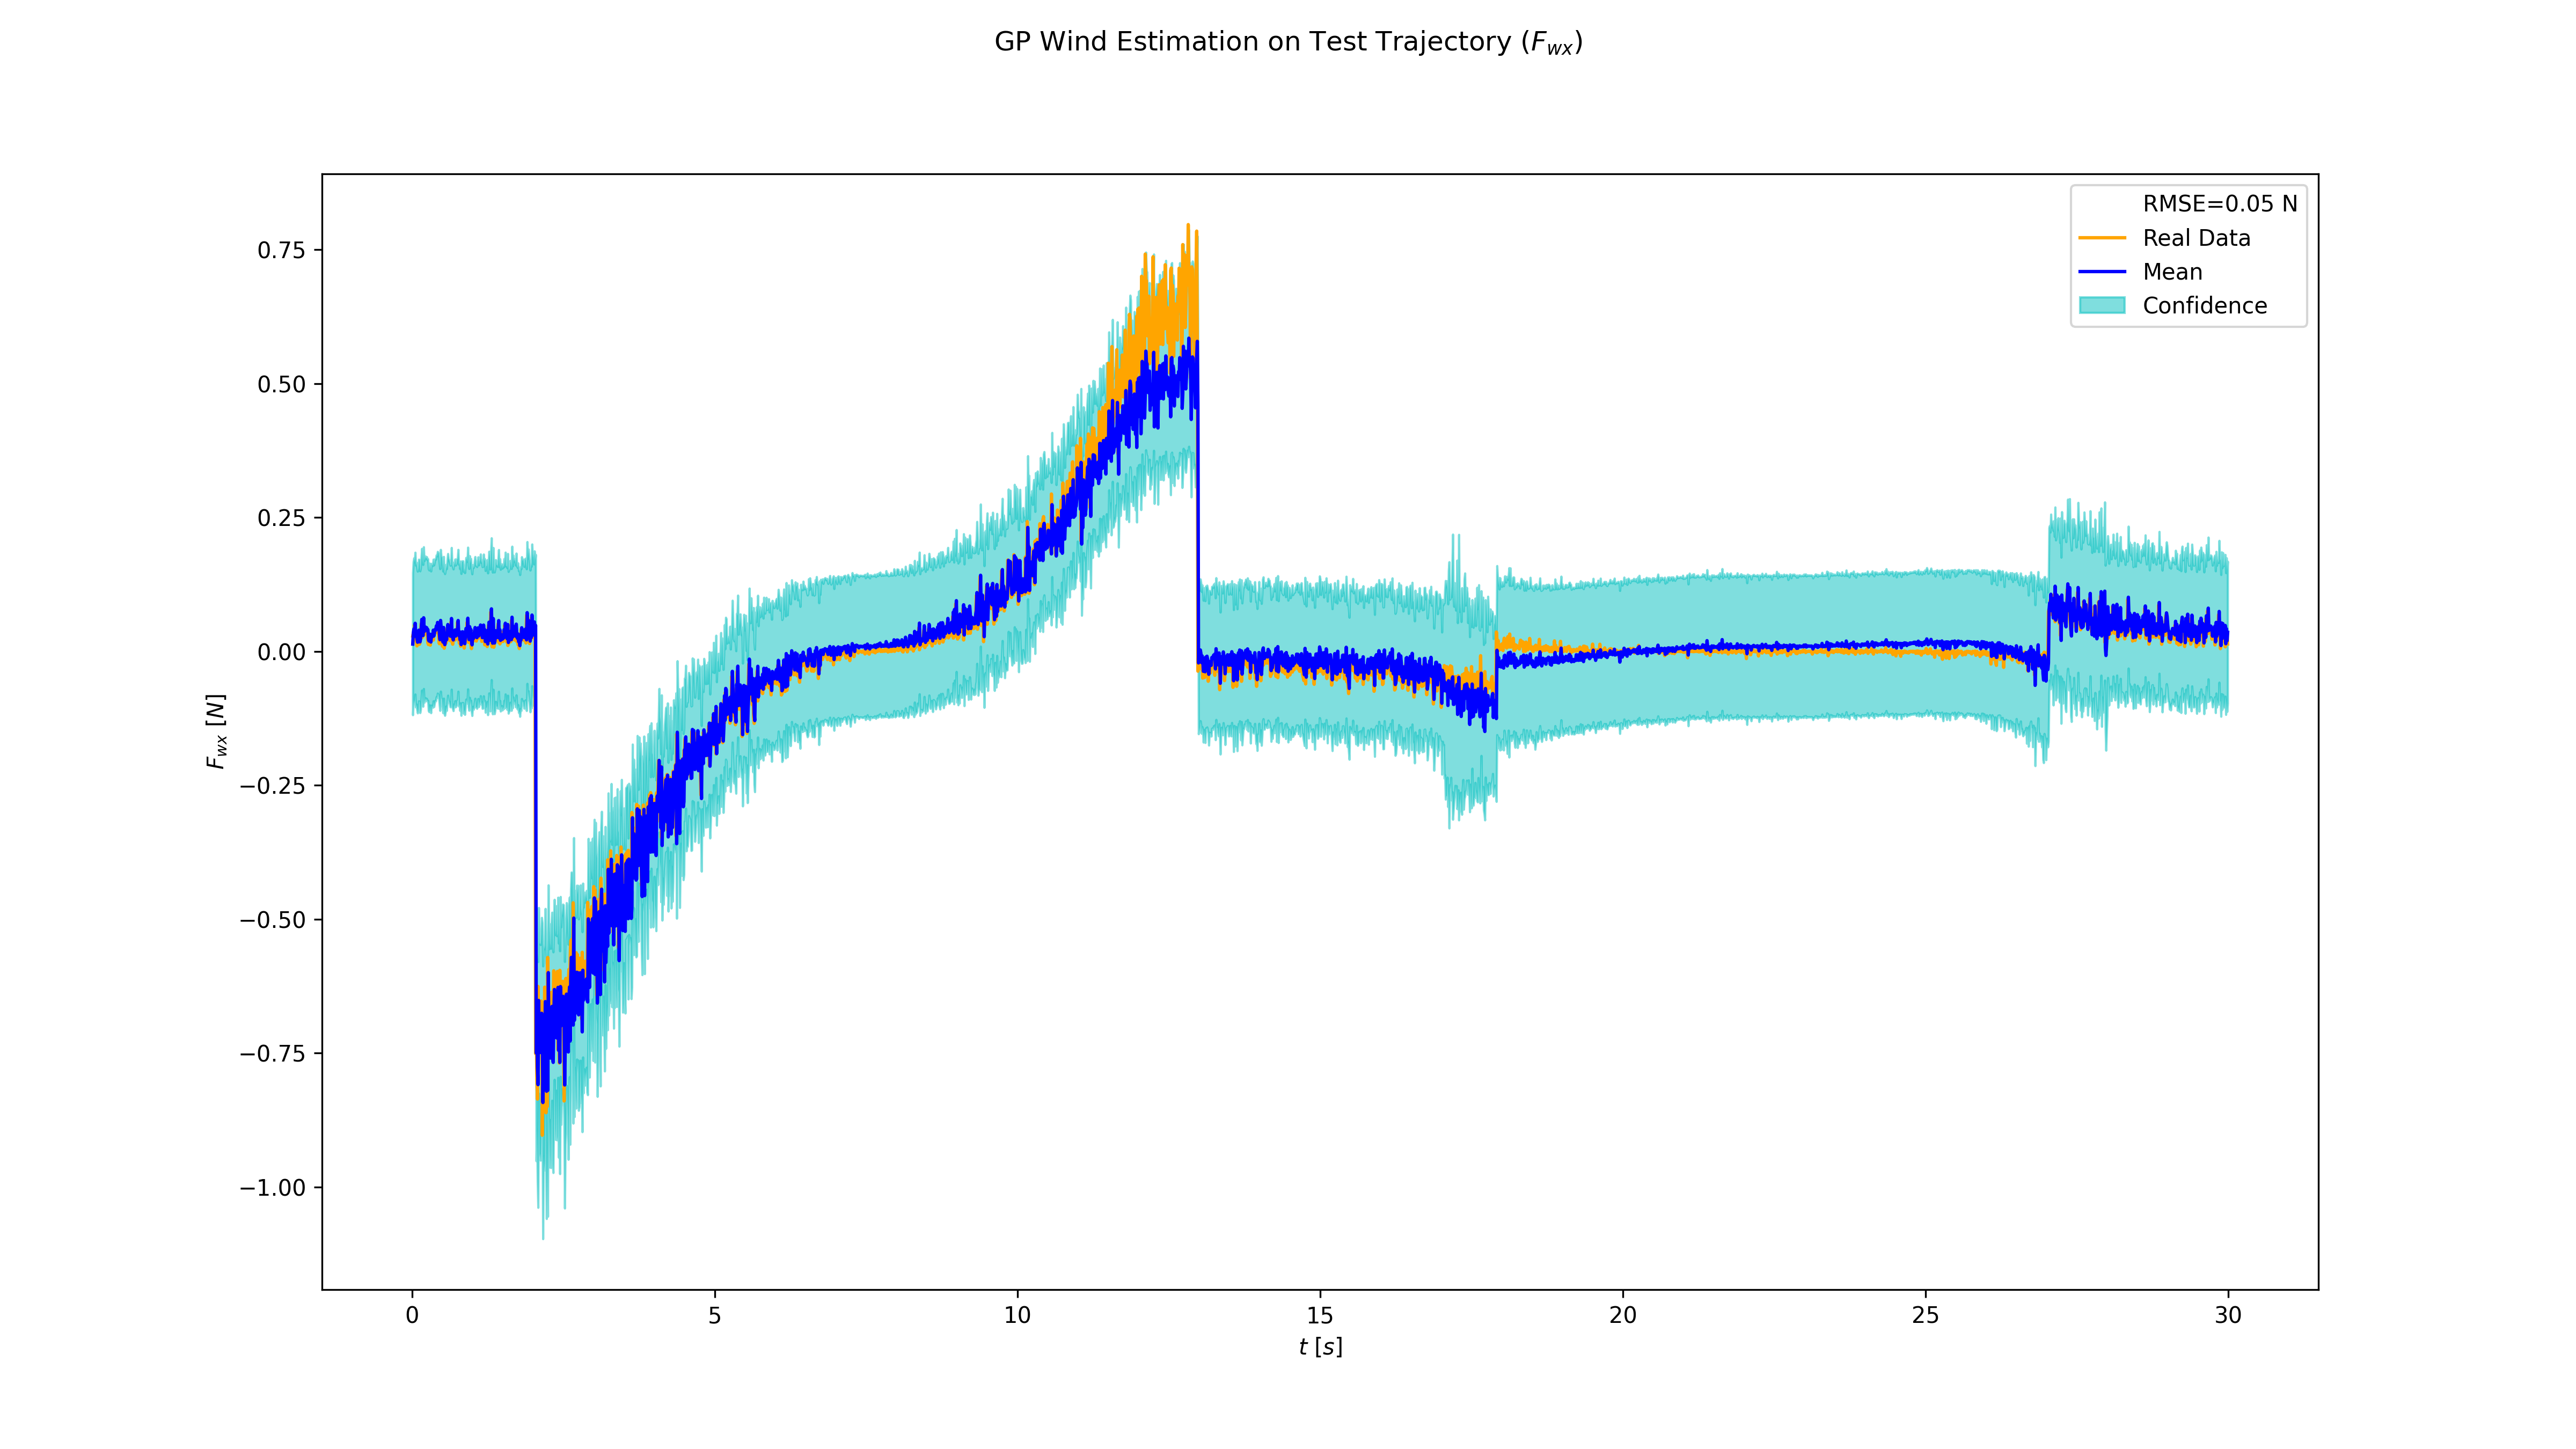 GP Wind Estimation on Test Trajectory (F_wx)
RMSE=0.05 N
Real Data
Mean
Confidence
0.75
0.50
0.25
0.00
−0.25
−0.50
−0.75
−1.00
F_wx [N]
0 5 10 15 20 25 30
t [s]